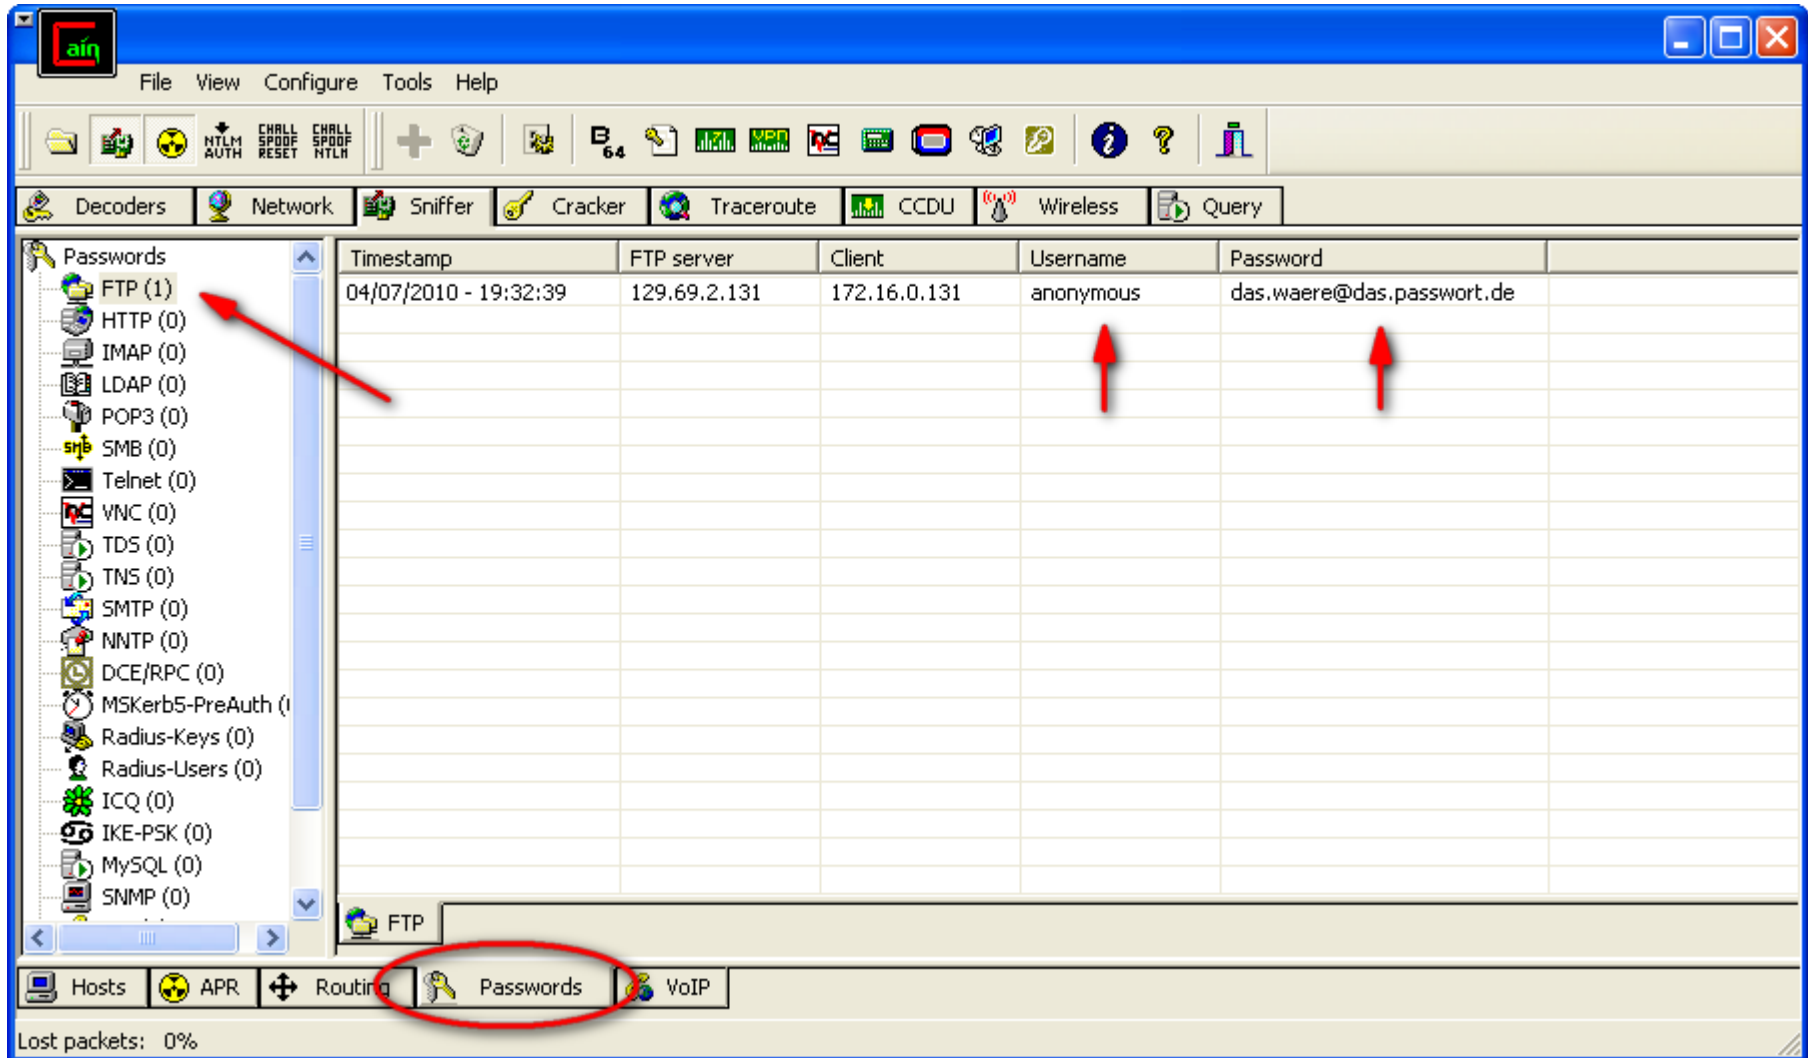 Cain
File View Configure Tools Help
NTLM AUTH CHALL SPOOF RESET CHALL SPOOF NTLM B64 VPN
Decoders Network Sniffer Cracker Traceroute CCDU Wireless Query
Passwords
FTP (1)
HTTP (0)
IMAP (0)
LDAP (0)
POP3 (0)
SMB (0)
Telnet (0)
VNC (0)
TDS (0)
TNS (0)
SMTP (0)
NNTP (0)
DCE/RPC (0)
MSKerb5-PreAuth (
Radius-Keys (0)
Radius-Users (0)
ICQ (0)
IKE-PSK (0)
MySQL (0)
SNMP (0)
Timestamp FTP server Client Username Password
04/07/2010 - 19:32:39 129.69.2.131 172.16.0.131 anonymous das.waere@das.passwort.de
FTP
Hosts APR Routing Passwords VoIP
Lost packets: 0%